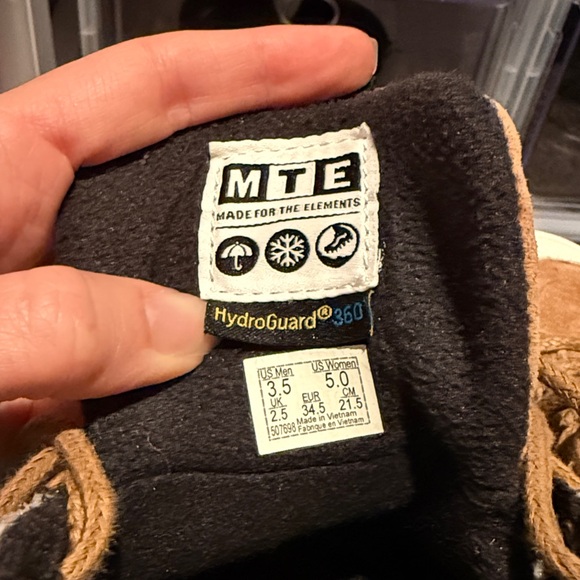 MTE
MADE FOR THE ELEMENTS
HydroGuard® 360
US Men US Women
3.5 5.0
UK EUR CM
2.5 34.5 21.5
507698 Made in Vietnam
Fabriqué en Vietnam